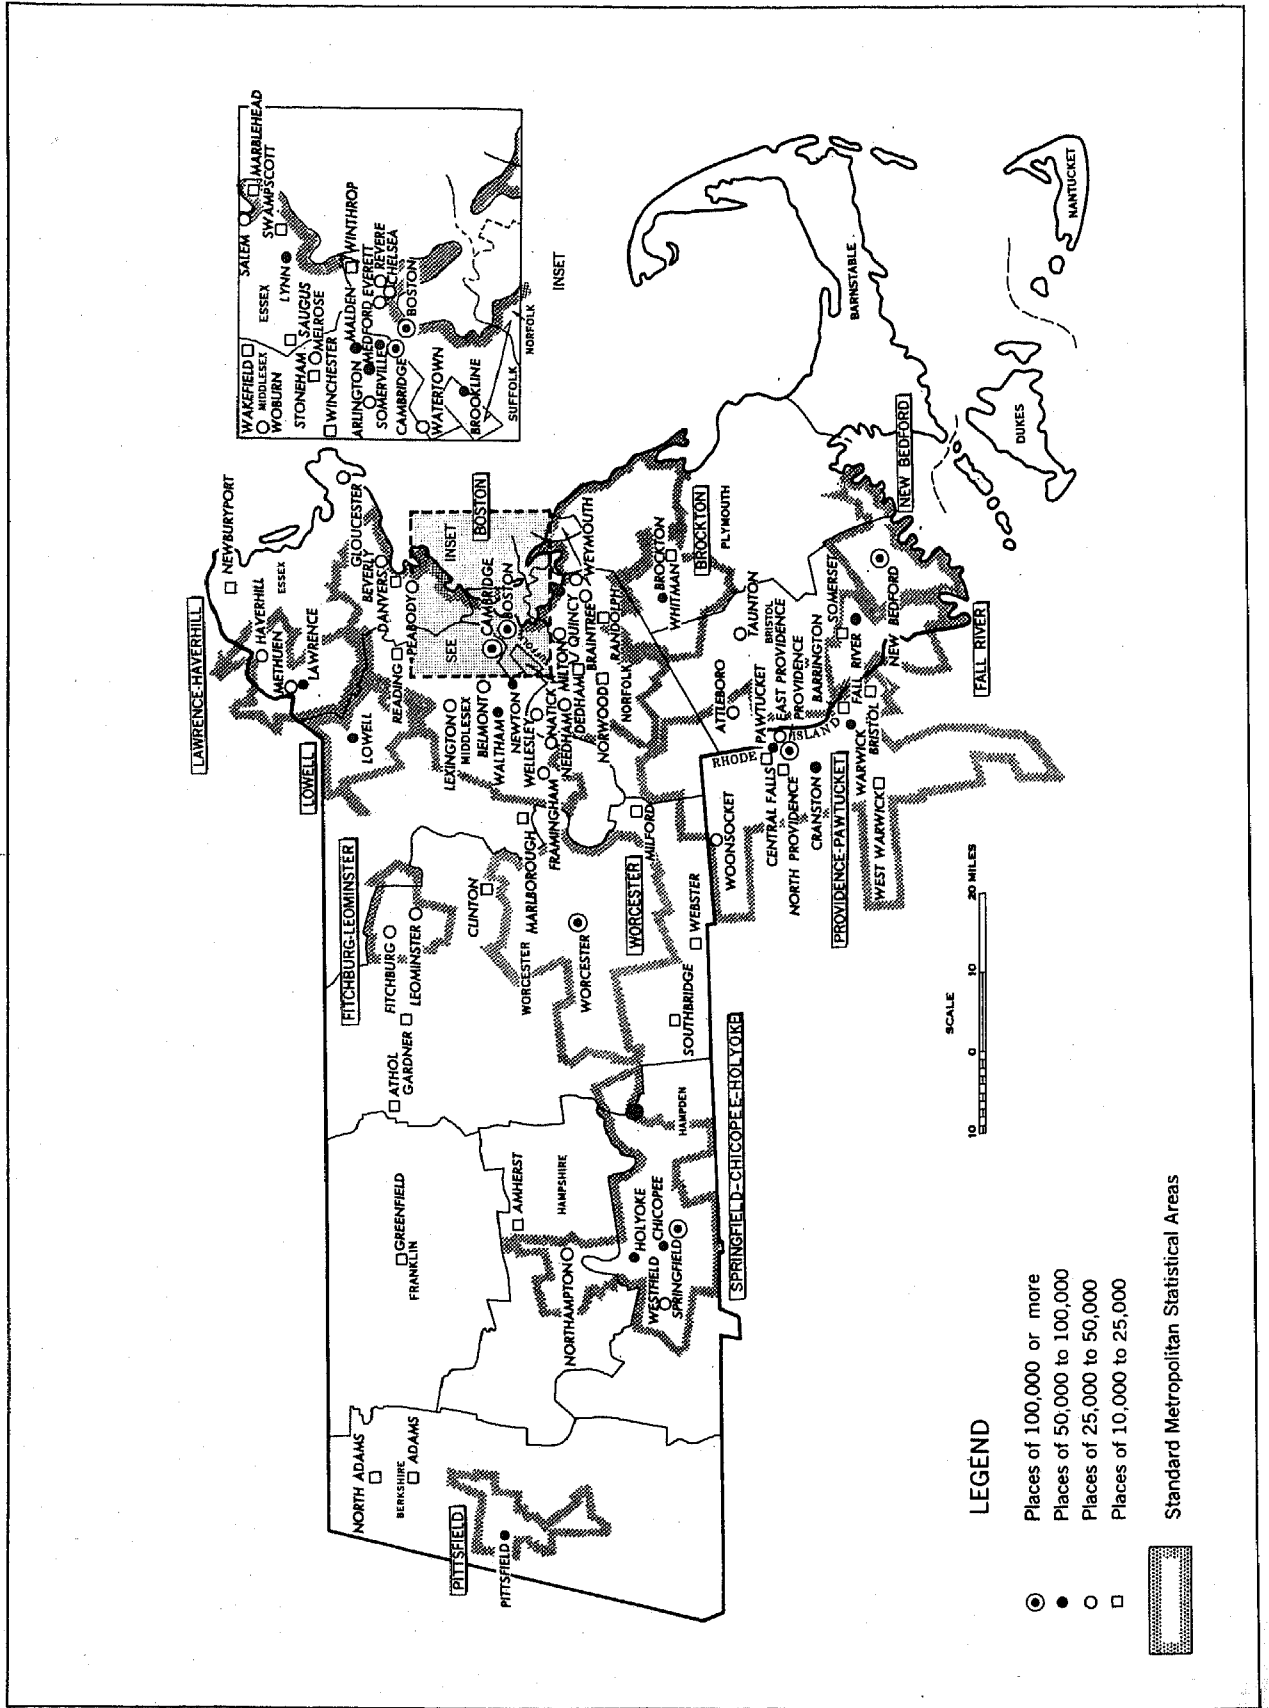 LAWRENCE-HAVERHILL
LOWELL
FITCHBURG-LEOMINSTER
PITTSFIELD
BOSTON
WORCESTER
BROCKTON
SPRINGFIELD-CHICOPEE-HOLYOKE
PROVIDENCE-PAWTUCKET
NEW BEDFORD
FALL RIVER
NORTH ADAMS
BERKSHIRE
ADAMS
PITTSFIELD
GREENFIELD
FRANKLIN
ATHOL
GARDNER
FITCHBURG
LEOMINSTER
CLINTON
AMHERST
HAMPSHIRE
NORTHAMPTON
HOLYOKE
CHICOPEE
WESTFIELD
SPRINGFIELD
HAMPDEN
WORCESTER
WORCESTER
SOUTHBRIDGE
WEBSTER
MARLBOROUGH
FRAMINGHAM
MILFORD
NEWBURYPORT
HAVERHILL
ESSEX
METHUEN
LAWRENCE
LOWELL
GLOUCESTER
BEVERLY
DANVERS
PEABODY
READING
LEXINGTON
MIDDLESEX
BELMONT
WALTHAM
NEWTON
WELLESLEY
NATICK
NEEDHAM
MILTON
DEDHAM
QUINCY
BRAINTREE
WEYMOUTH
RANDOLPH
NORWOOD
NORFOLK
SEE
INSET
CAMBRIDGE
BOSTON
SUFFOLK
BROCKTON
WHITMAN
PLYMOUTH
TAUNTON
BRISTOL
ATTLEBORO
PAWTUCKET
EAST PROVIDENCE
PROVIDENCE
BARRINGTON
SOMERSET
FALL RIVER
NEW BEDFORD
RHODE ISLAND
WOONSOCKET
CENTRAL FALLS
NORTH PROVIDENCE
CRANSTON
WARWICK
BRISTOL
WEST WARWICK
BARNSTABLE
DUKES
NANTUCKET
WAKEFIELD
MIDDLESEX
WOBURN
STONEHAM
WINCHESTER
ARLINGTON
SOMERVILLE
CAMBRIDGE
WATERTOWN
BROOKLINE
SUFFOLK
NORFOLK
SALEM
ESSEX
LYNN
SAUGUS
MELROSE
MALDEN
MEDFORD
EVERETT
REVERE
CHELSEA
BOSTON
SWAMPSCOTT
MARBLEHEAD
WINTHROP
INSET
SCALE
10 0 10 20 MILES
LEGEND
Places of 100,000 or more
Places of 50,000 to 100,000
Places of 25,000 to 50,000
Places of 10,000 to 25,000
Standard Metropolitan Statistical Areas